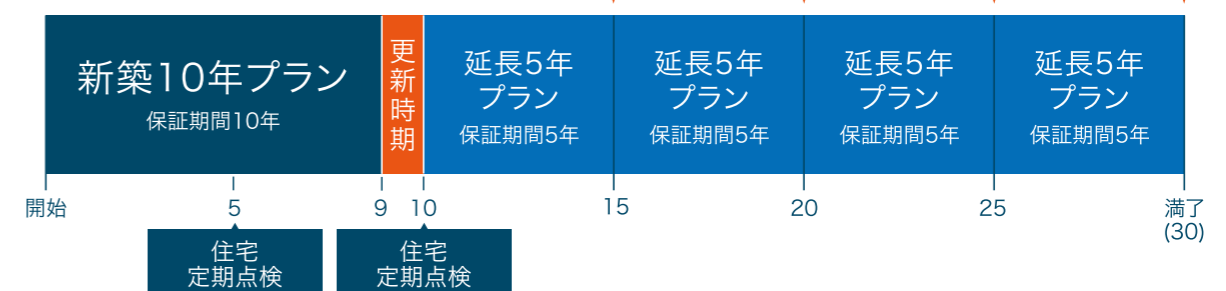 新築10年プラン
保証期間10年
更新時期
延長5年
プラン
保証期間5年
延長5年
プラン
保証期間5年
延長5年
プラン
保証期間5年
延長5年
プラン
保証期間5年
開始
5
9
10
15
20
25
満了
(30)
住宅
定期点検
住宅
定期点検